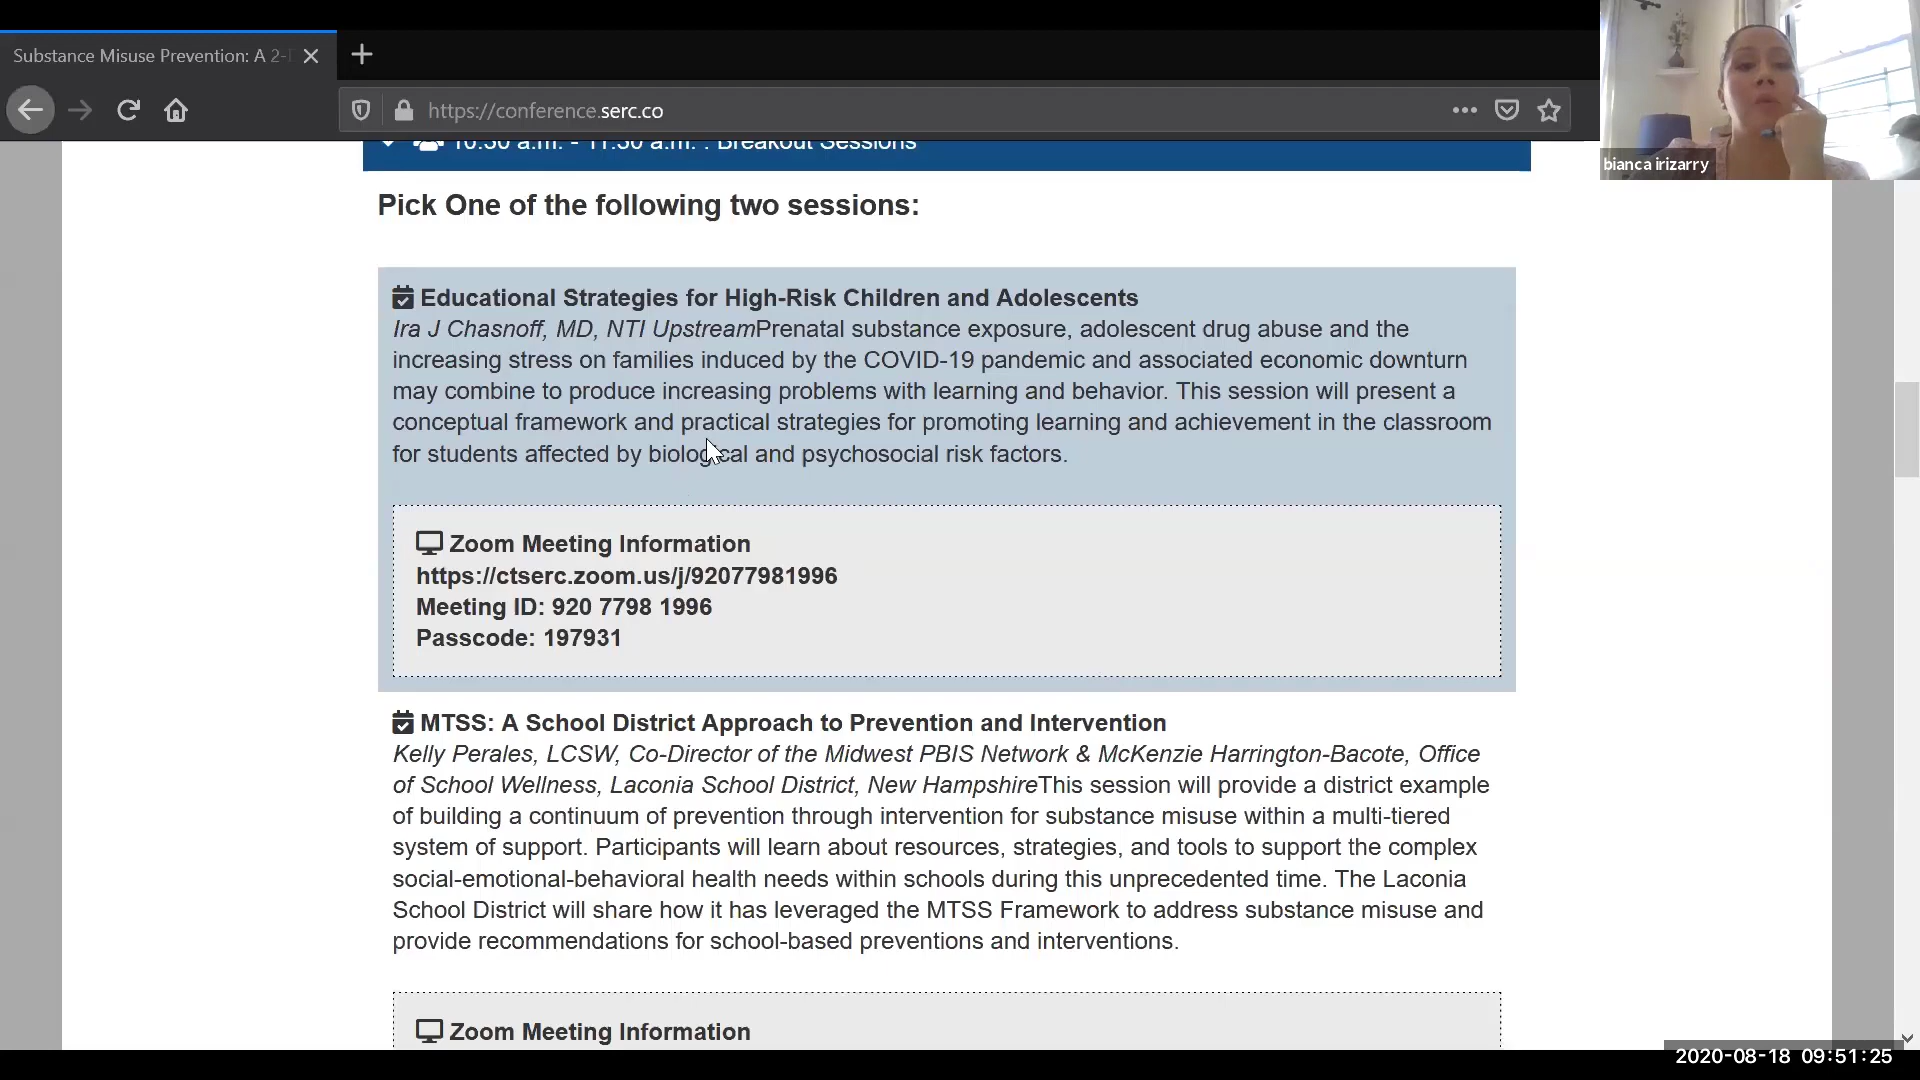 Substance Misuse Prevention: A 2-
https://conference.serc.co
bianca irizarry
10:30 a.m. - 11:30 a.m. : Breakout Sessions
Pick One of the following two sessions:
Educational Strategies for High-Risk Children and Adolescents
Ira J Chasnoff, MD, NTI UpstreamPrenatal substance exposure, adolescent drug abuse and the
increasing stress on families induced by the COVID-19 pandemic and associated economic downturn
may combine to produce increasing problems with learning and behavior. This session will present a
conceptual framework and practical strategies for promoting learning and achievement in the classroom
for students affected by biological and psychosocial risk factors.
Zoom Meeting Information
https://ctserc.zoom.us/j/92077981996
Meeting ID: 920 7798 1996
Passcode: 197931
MTSS: A School District Approach to Prevention and Intervention
Kelly Perales, LCSW, Co-Director of the Midwest PBIS Network & McKenzie Harrington-Bacote, Office
of School Wellness, Laconia School District, New HampshireThis session will provide a district example
of building a continuum of prevention through intervention for substance misuse within a multi-tiered
system of support. Participants will learn about resources, strategies, and tools to support the complex
social-emotional-behavioral health needs within schools during this unprecedented time. The Laconia
School District will share how it has leveraged the MTSS Framework to address substance misuse and
provide recommendations for school-based preventions and interventions.
Zoom Meeting Information
2020-08-18 09:51:25